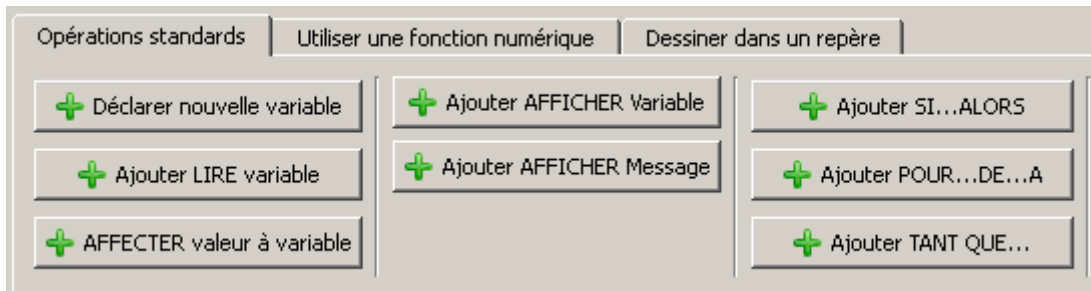 Opérations standards
Utiliser une fonction numérique
Dessiner dans un repère
Déclarer nouvelle variable
Ajouter LIRE variable
AFFECTER valeur à variable
Ajouter AFFICHER Variable
Ajouter AFFICHER Message
Ajouter SI...ALORS
Ajouter POUR...DE...A
Ajouter TANT QUE...